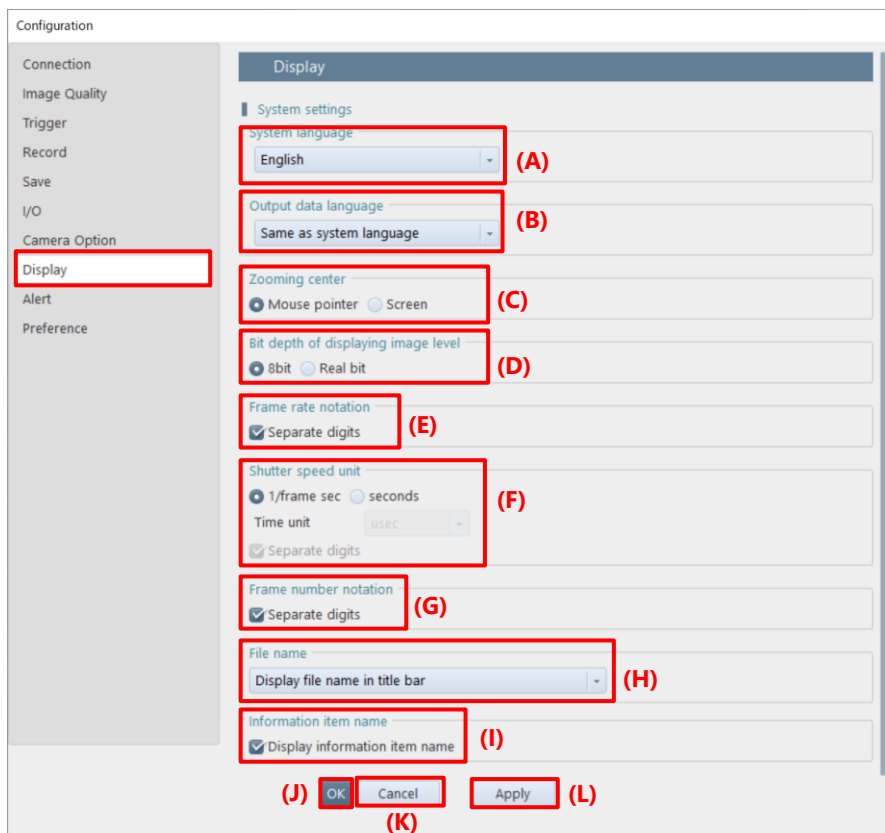 Configuration
Connection
Image Quality
Trigger
Record
Save
I/O
Camera Option
Display
Alert
Preference
Display
System settings
System language
English
(A)
Output data language
Same as system language
(B)
Zooming center
Mouse pointer Screen
(C)
Bit depth of displaying image level
8bit Real bit
(D)
Frame rate notation
Separate digits
(E)
Shutter speed unit
1/frame sec seconds
(F)
Time unit usec
Separate digits
Frame number notation
Separate digits
(G)
File name
Display file name in title bar
(H)
Information item name
Display information item name
(I)
(J) OK Cancel Apply (L)
(K)